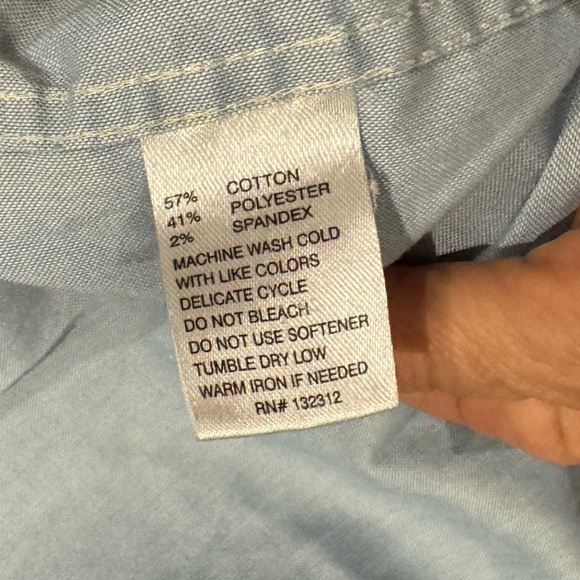 57% COTTON
41% POLYESTER
2% SPANDEX
MACHINE WASH COLD
WITH LIKE COLORS
DELICATE CYCLE
DO NOT BLEACH
DO NOT USE SOFTENER
TUMBLE DRY LOW
WARM IRON IF NEEDED
RN# 132312